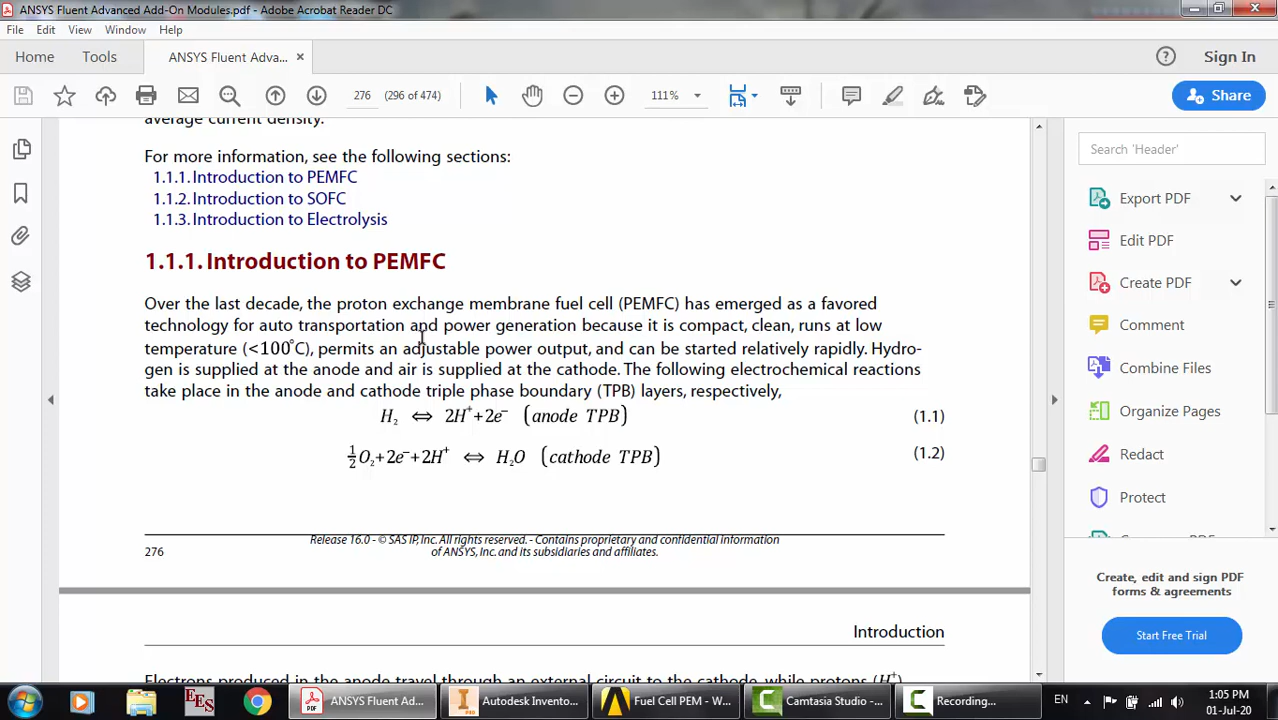 ANSYS Fluent Advanced Add-On Modules.pdf - Adobe Acrobat Reader DC
File Edit View Window Help
Home Tools ANSYS Fluent Adva... × Sign In
276 (296 of 474) 111% Share
average current density.
For more information, see the following sections:
1.1.1. Introduction to PEMFC
1.1.2. Introduction to SOFC
1.1.3. Introduction to Electrolysis
1.1.1. Introduction to PEMFC
Over the last decade, the proton exchange membrane fuel cell (PEMFC) has emerged as a favored
technology for auto transportation and power generation because it is compact, clean, runs at low
temperature (<100°C), permits an adjustable power output, and can be started relatively rapidly. Hydro-
gen is supplied at the anode and air is supplied at the cathode. The following electrochemical reactions
take place in the anode and cathode triple phase boundary (TPB) layers, respectively,
H₂ ⇔ 2H⁺+2e⁻ (anode TPB) (1.1)
½O₂+2e⁻+2H⁺ ⇔ H₂O (cathode TPB) (1.2)
Release 16.0 - © SAS IP, Inc. All rights reserved. - Contains proprietary and confidential information
276 of ANSYS, Inc. and its subsidiaries and affiliates.
Introduction
Electrons produced in the anode travel through an external circuit to the cathode, while protons (H⁺)
Search 'Header'
Export PDF
Edit PDF
Create PDF
Comment
Combine Files
Organize Pages
Redact
Protect
Create, edit and sign PDF
forms & agreements
Start Free Trial
EES ANSYS Fluent Ad... Autodesk Invento... Fuel Cell PEM - W... Camtasia Studio - ... Recording... EN 1:05 PM
01-Jul-20